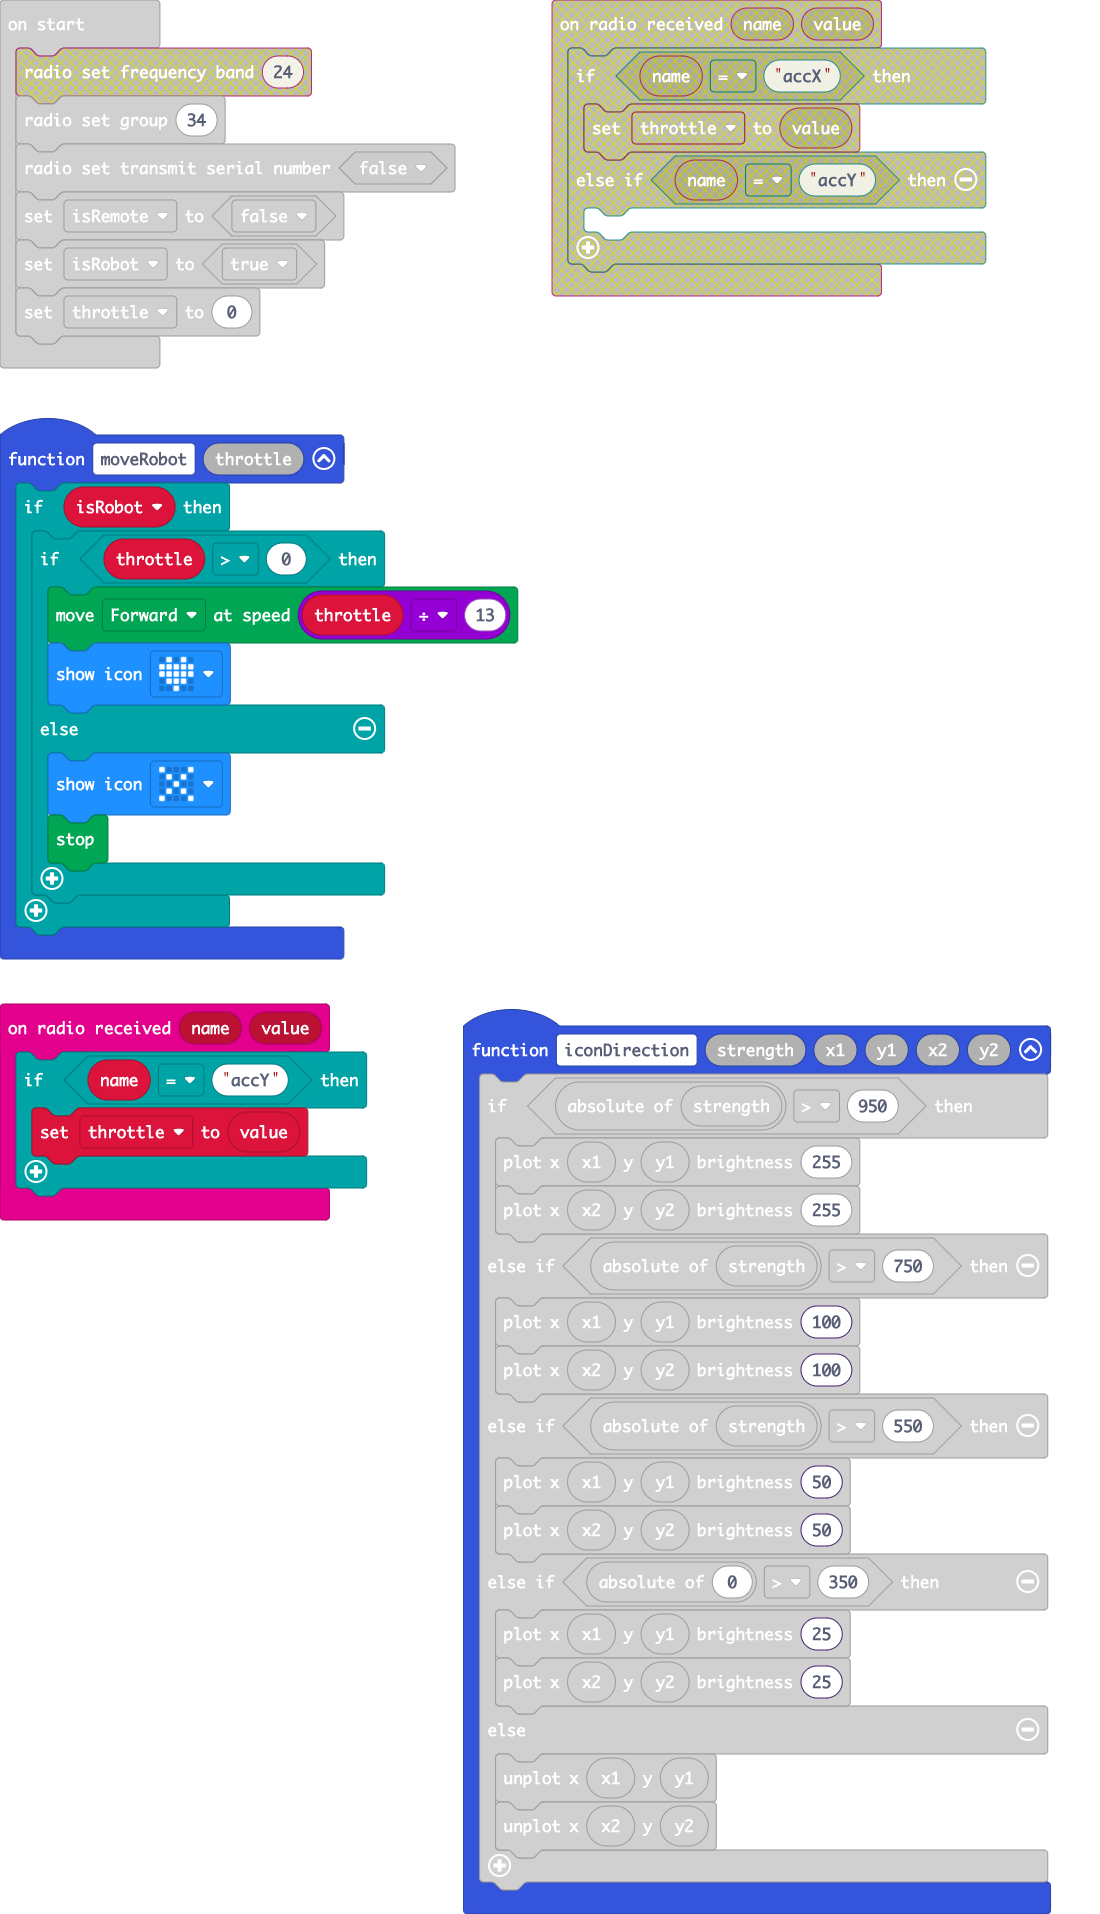 on start
radio set frequency band 24
radio set group 34
radio set transmit serial number false
set isRemote to false
set isRobot to true
set throttle to 0
on radio received name value
if name = "accX" then
set throttle to value
else if name = "accY" then
function moveRobot throttle
if isRobot then
if throttle > 0 then
move Forward at speed throttle ÷ 13
show icon
else
show icon
stop
on radio received name value
if name = "accY" then
set throttle to value
function iconDirection strength x1 y1 x2 y2
if absolute of strength > 950 then
plot x x1 y y1 brightness 255
plot x x2 y y2 brightness 255
else if absolute of strength > 750 then
plot x x1 y y1 brightness 100
plot x x2 y y2 brightness 100
else if absolute of strength > 550 then
plot x x1 y y1 brightness 50
plot x x2 y y2 brightness 50
else if absolute of 0 > 350 then
plot x x1 y y1 brightness 25
plot x x2 y y2 brightness 25
else
unplot x x1 y y1
unplot x x2 y y2